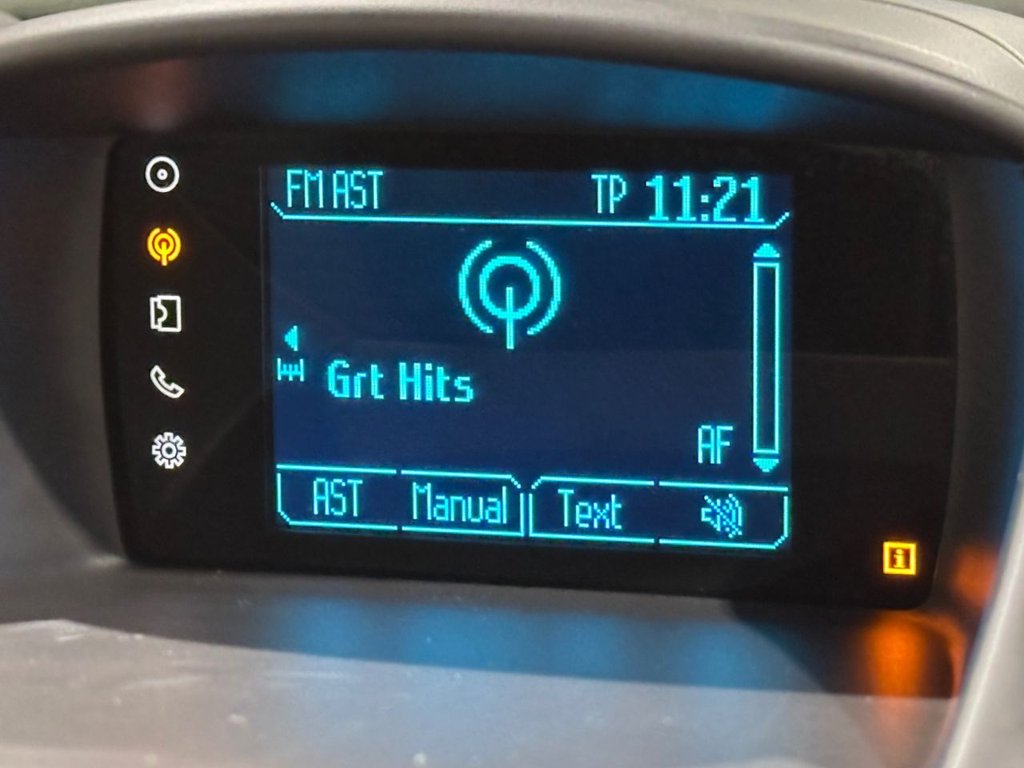 FM AST TP 11:21
Grt Hits
AF
AST Manual Text
i